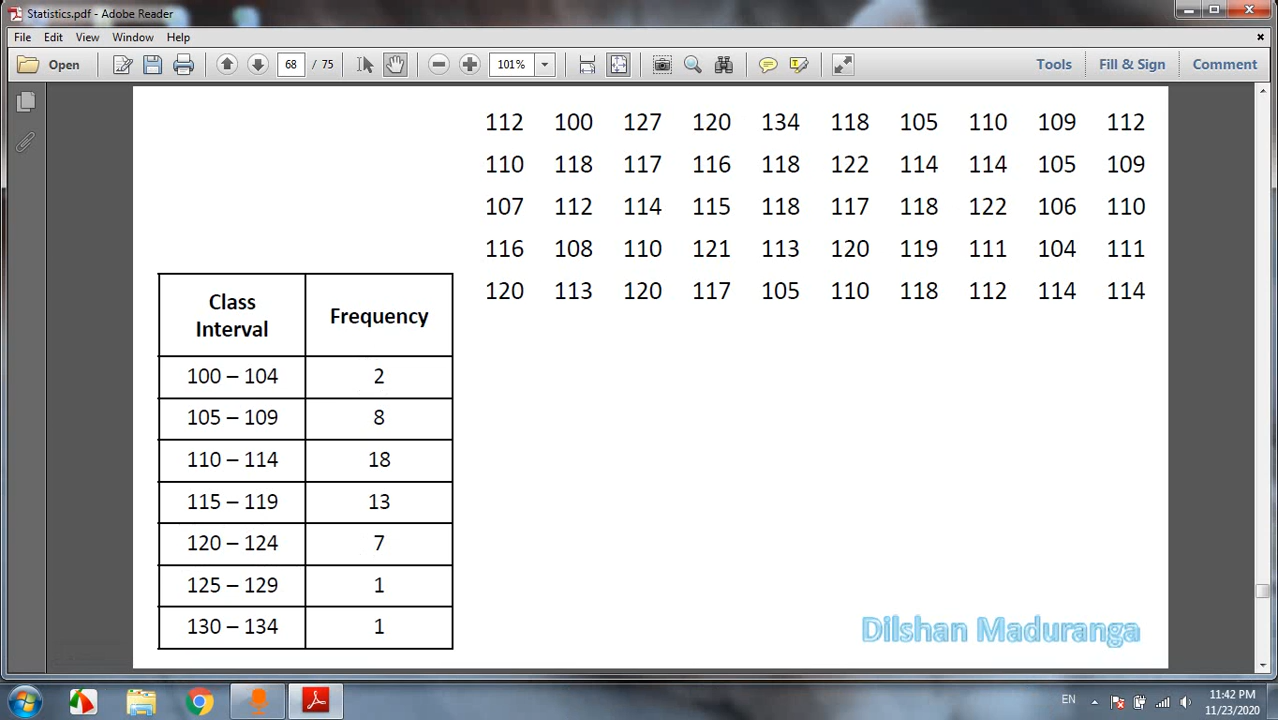 Statistics.pdf - Adobe Reader
File Edit View Window Help
Open 68 / 75 101% Tools Fill & Sign Comment
112 100 127 120 134 118 105 110 109 112
110 118 117 116 118 122 114 114 105 109
107 112 114 115 118 117 118 122 106 110
116 108 110 121 113 120 119 111 104 111
120 113 120 117 105 110 118 112 114 114
Class Interval Frequency
100 – 104 2
105 – 109 8
110 – 114 18
115 – 119 13
120 – 124 7
125 – 129 1
130 – 134 1
Dilshan Maduranga
EN 11:42 PM
11/23/2020